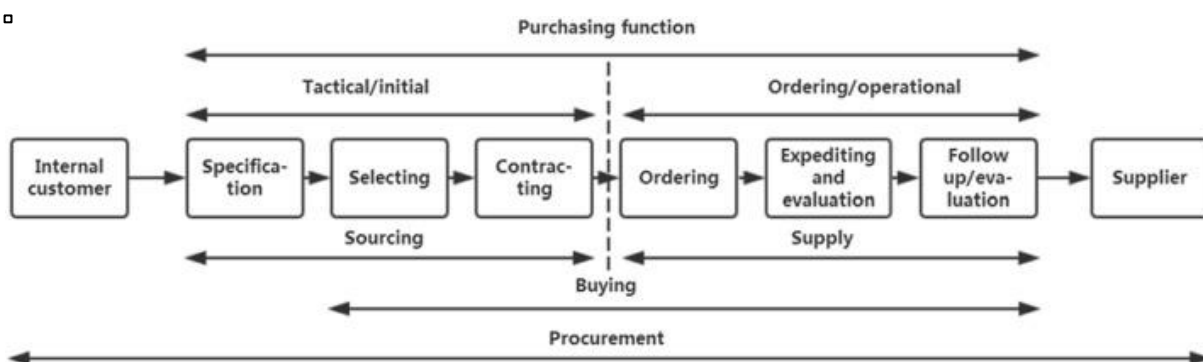 Purchasing function
Tactical/initial
Ordering/operational
Internal
customer
Specifica-
tion
Selecting
Contrac-
ting
Ordering
Expediting
and
evaluation
Follow
up/eva-
luation
Supplier
Sourcing
Supply
Buying
Procurement